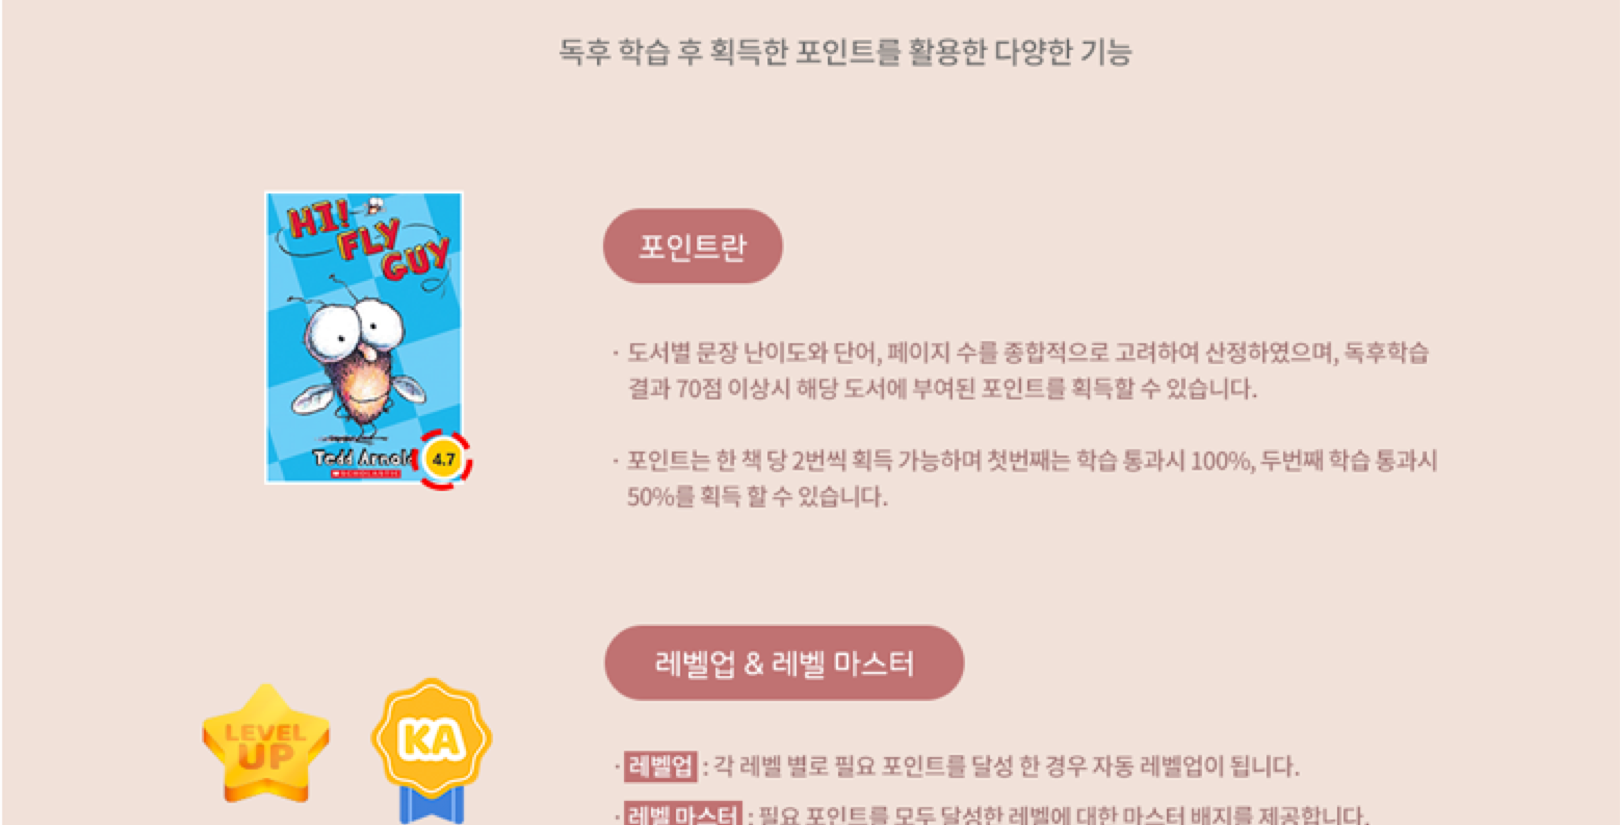 독후 학습 후 획득한 포인트를 활용한 다양한 기능
HI!
FLY
GUY
Tedd Arnold
SCHOLASTIC
4.7
포인트란
· 도서별 문장 난이도와 단어, 페이지 수를 종합적으로 고려하여 산정하였으며, 독후학습
결과 70점 이상시 해당 도서에 부여된 포인트를 획득할 수 있습니다.
· 포인트는 한 책 당 2번씩 획득 가능하며 첫번째는 학습 통과시 100%, 두번째 학습 통과시
50%를 획득 할 수 있습니다.
레벨업 & 레벨 마스터
LEVEL
UP
KA
· 레벨업 : 각 레벨 별로 필요 포인트를 달성 한 경우 자동 레벨업이 됩니다.
· 레벨 마스터 : 필요 포인트를 모두 달성한 레벨에 대한 마스터 배지를 제공합니다.